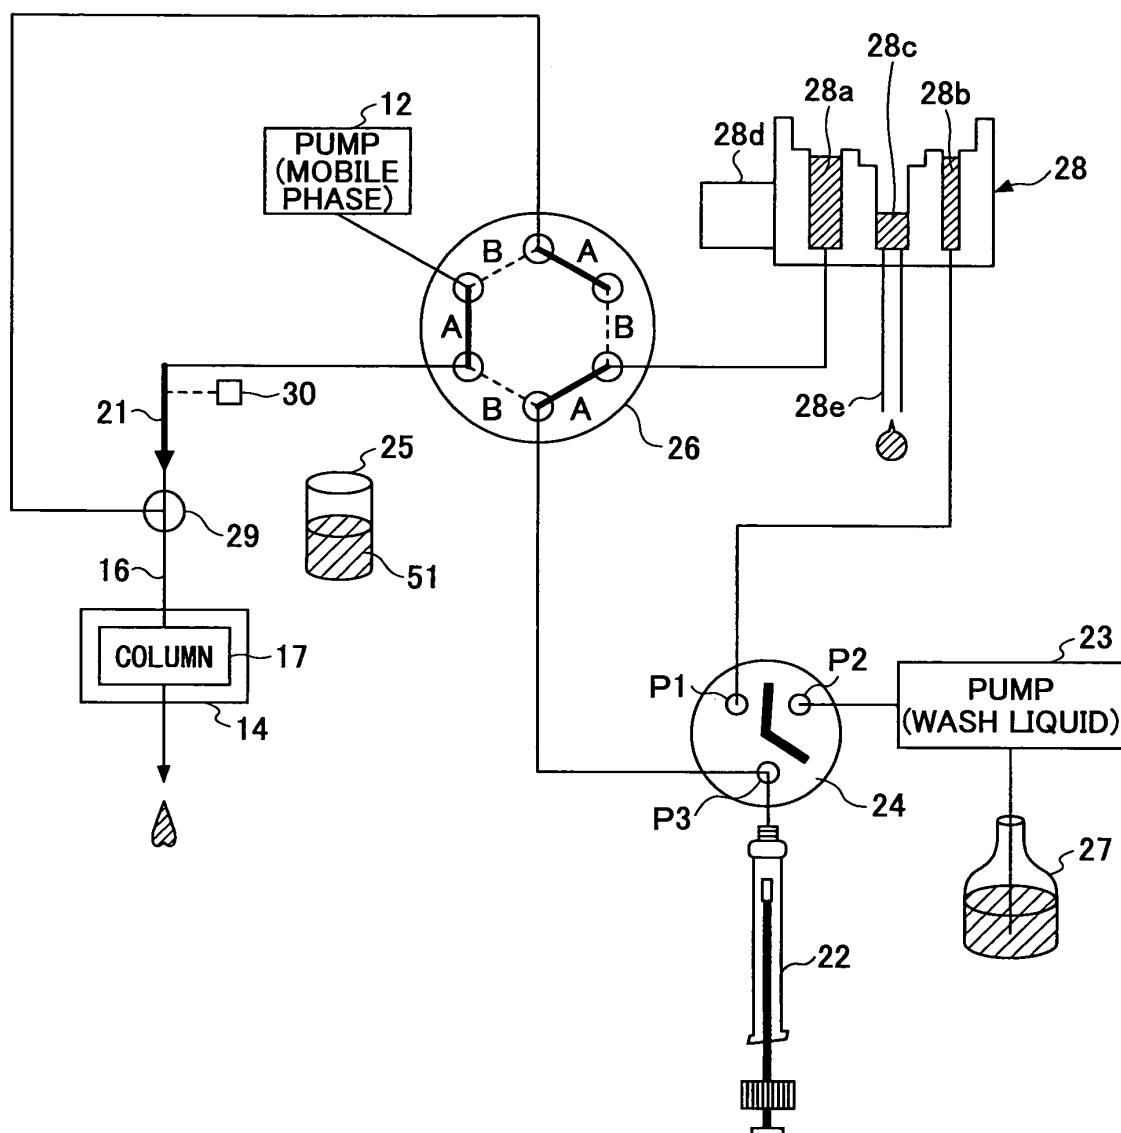 28c
12
28a
28b
28d
PUMP
(MOBILE
PHASE)
28
B
A
A
B
30
28e
21
B
A
26
25
29
16
51
23
COLUMN
17
P1
P2
PUMP
(WASH LIQUID)
14
P3
24
27
22